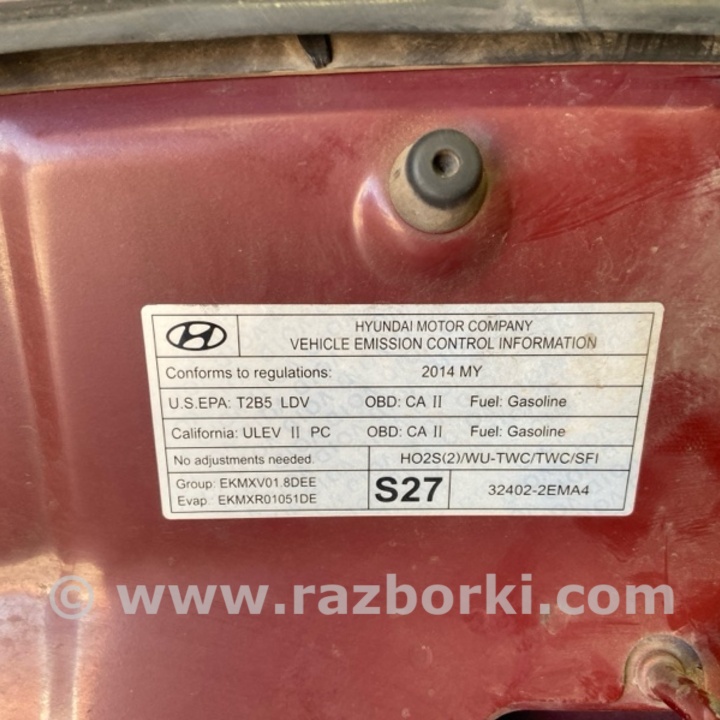 HYUNDAI MOTOR COMPANY
VEHICLE EMISSION CONTROL INFORMATION
Conforms to regulations: 2014 MY
U.S.EPA: T2B5 LDV OBD: CA II Fuel: Gasoline
California: ULEV II PC OBD: CA II Fuel: Gasoline
No adjustments needed. HO2S(2)/WU-TWC/TWC/SFI
Group: EKMXV01.8DEE
Evap: EKMXR01051DE
S27 32402-2EMA4
© www.razborki.com